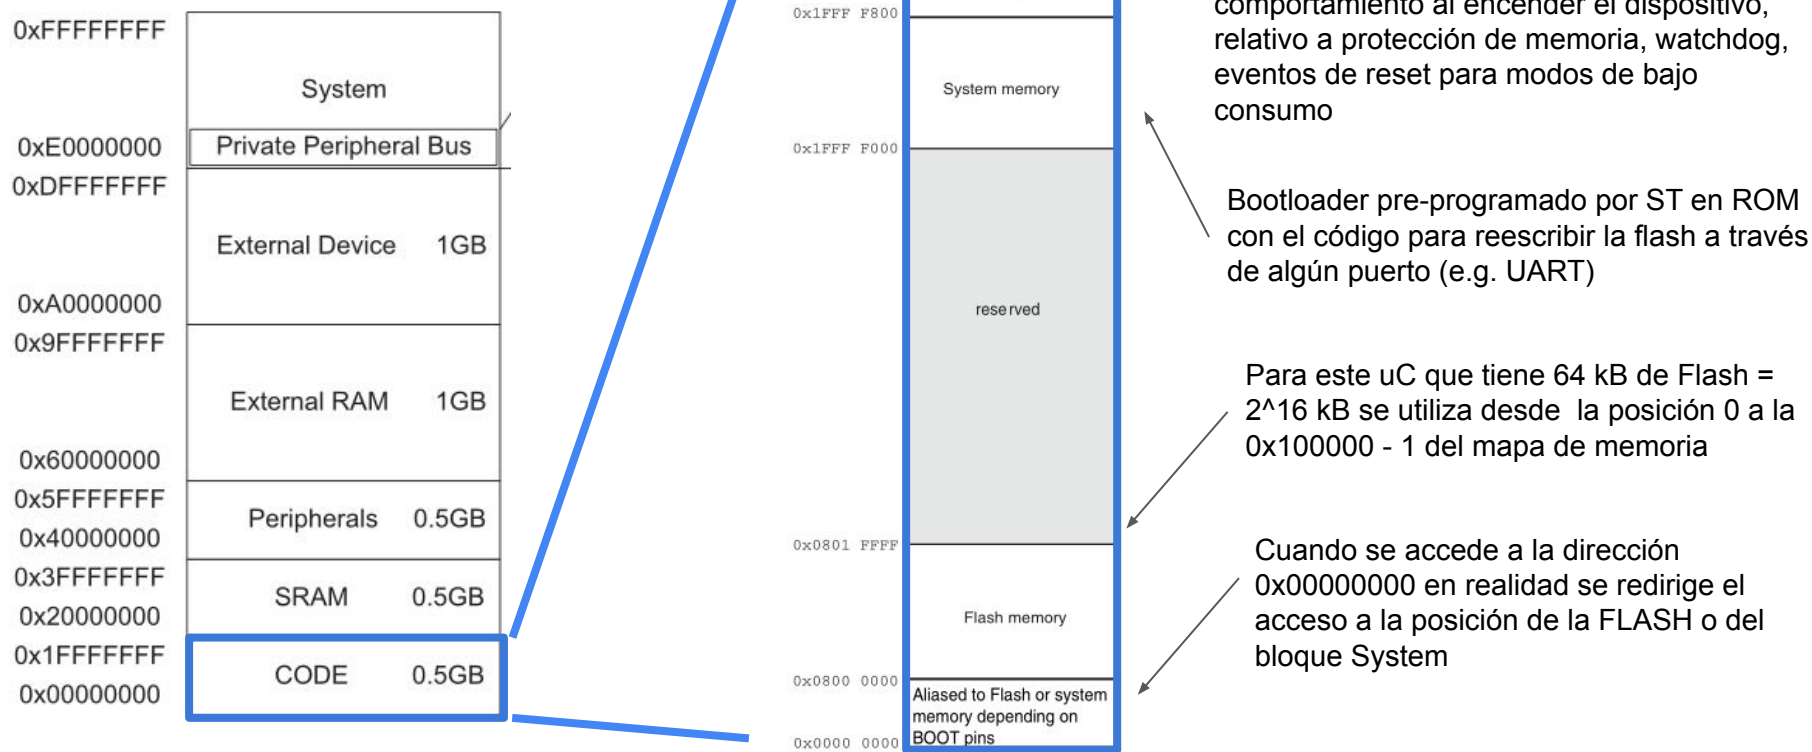 0xFFFFFFFF
System
0xE0000000
Private Peripheral Bus
0xDFFFFFFF
External Device 1GB
0xA0000000
0x9FFFFFFF
External RAM 1GB
0x60000000
0x5FFFFFFF
Peripherals 0.5GB
0x40000000
0x3FFFFFFF
SRAM 0.5GB
0x20000000
0x1FFFFFFF
CODE 0.5GB
0x00000000
0x1FFF F800
System memory
0x1FFF F000
reserved
0x0801 FFFF
Flash memory
0x0800 0000
Aliased to Flash or system
memory depending on
BOOT pins
0x0000 0000
comportamiento al encender el dispositivo,
relativo a protección de memoria, watchdog,
eventos de reset para modos de bajo
consumo
Bootloader pre-programado por ST en ROM
con el código para reescribir la flash a través
de algún puerto (e.g. UART)
Para este uC que tiene 64 kB de Flash =
2^16 kB se utiliza desde la posición 0 a la
0x100000 - 1 del mapa de memoria
Cuando se accede a la dirección
0x00000000 en realidad se redirige el
acceso a la posición de la FLASH o del
bloque System